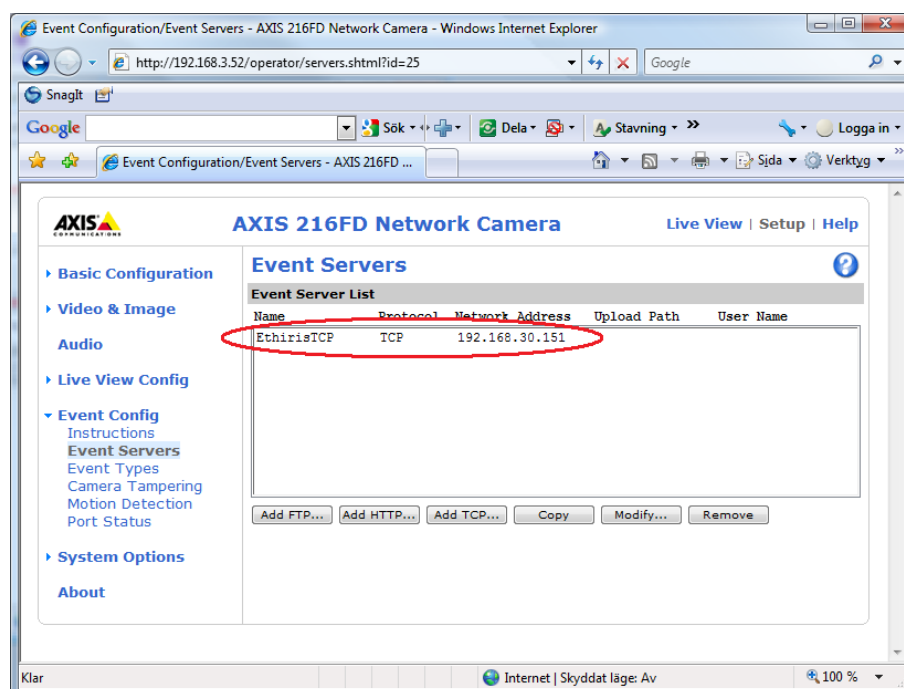 Event Configuration/Event Servers - AXIS 216FD Network Camera - Windows Internet Explorer
http://192.168.3.52/operator/servers.shtml?id=25
Google
SnagIt
Google
Sök
Dela
Stavning
Logga in
Event Configuration/Event Servers - AXIS 216FD ...
Sida
Verktyg
AXIS
COMMUNICATIONS
AXIS 216FD Network Camera
Live View | Setup | Help
Basic Configuration
Video & Image
Audio
Live View Config
Event Config
Instructions
Event Servers
Event Types
Camera Tampering
Motion Detection
Port Status
System Options
About
Event Servers
Event Server List
Name Protocol Network Address Upload Path User Name
EthirisTCP TCP 192.168.30.151
Add FTP... Add HTTP... Add TCP... Copy Modify... Remove
Klar
Internet | Skyddat läge: Av
100 %